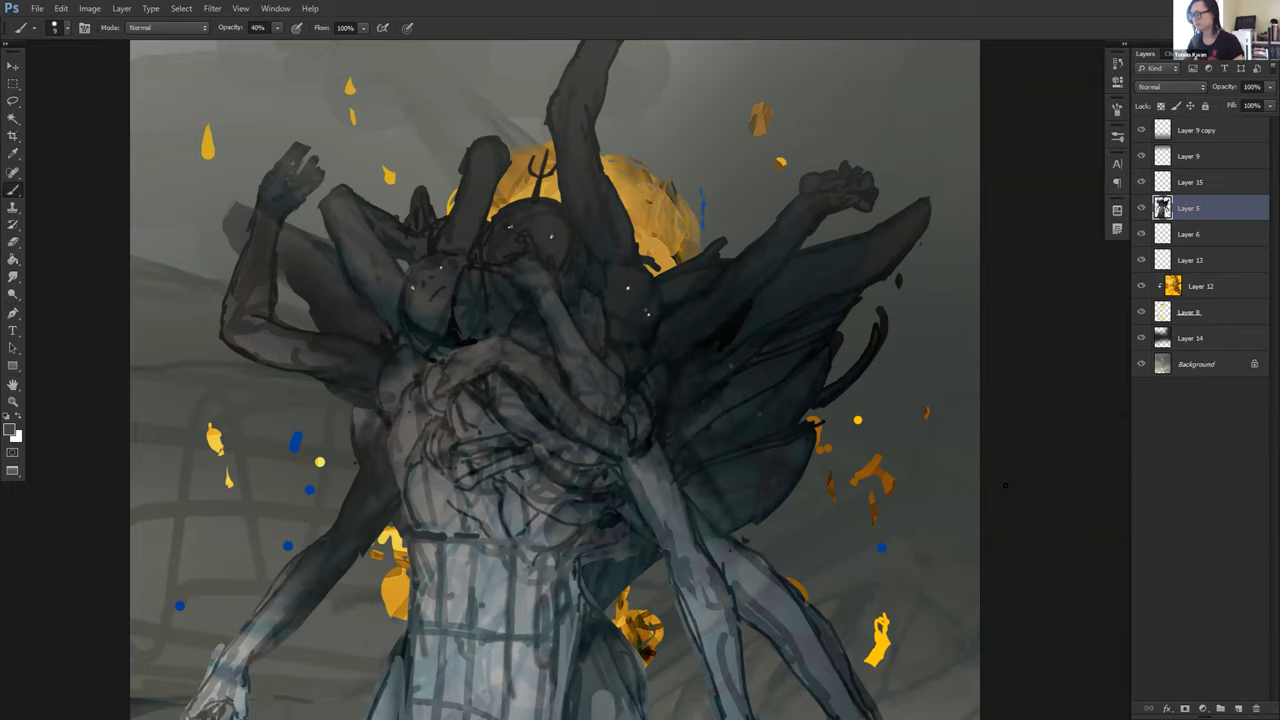 Ps File Edit Image Layer Type Select Filter View Window Help
Mode: Normal Opacity: 40% Flow: 100%
Tobias Kwan
Layers
Kind
Normal Opacity: 100%
Lock: Fill: 100%
Layer 9 copy
Layer 9
Layer 15
Layer 5
Layer 6
Layer 13
Layer 12
Layer 8
Layer 14
Background